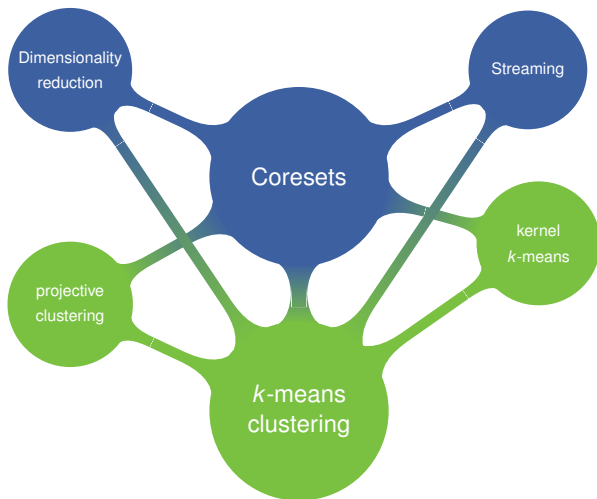 Dimensionality
reduction
Streaming
Coresets
kernel
k-means
projective
clustering
k-means
clustering